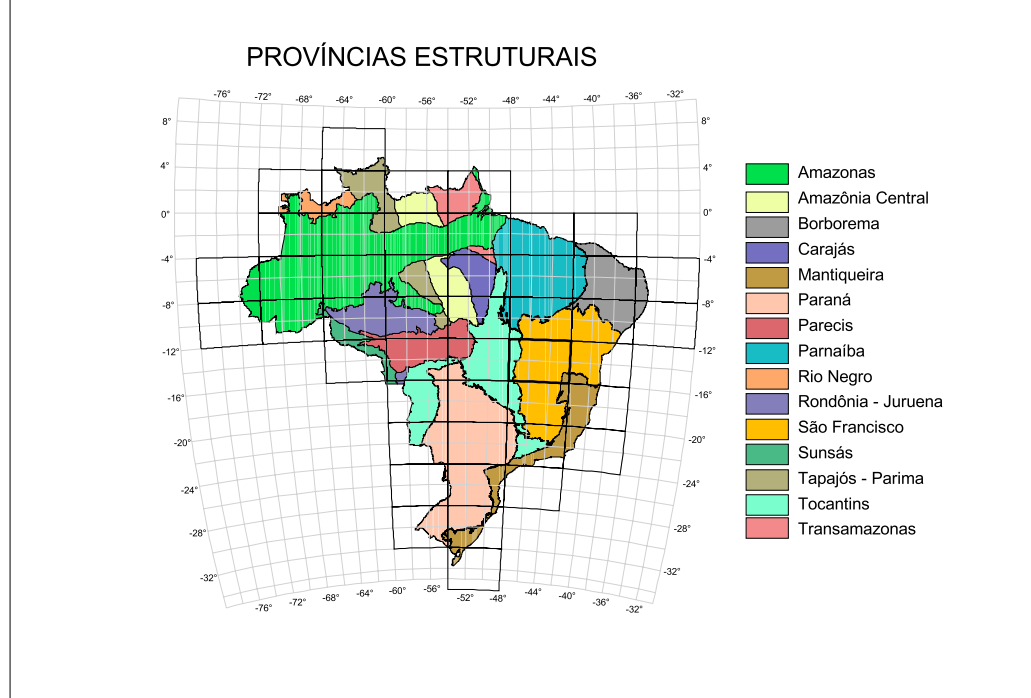 PROVÍNCIAS ESTRUTURAIS
-76° -72° -68° -64° -60° -56° -52° -48° -44° -40° -36° -32°
8° 8°
4° 4°
0° 0°
-4° -4°
-8° -8°
-12° -12°
-16° -16°
-20° -20°
-24° -24°
-28° -28°
-32° -32°
-76° -72° -68° -64° -60° -56° -52° -48° -44° -40° -36° -32°
Amazonas
Amazônia Central
Borborema
Carajás
Mantiqueira
Paraná
Parecis
Parnaíba
Rio Negro
Rondônia - Juruena
São Francisco
Sunsás
Tapajós - Parima
Tocantins
Transamazonas